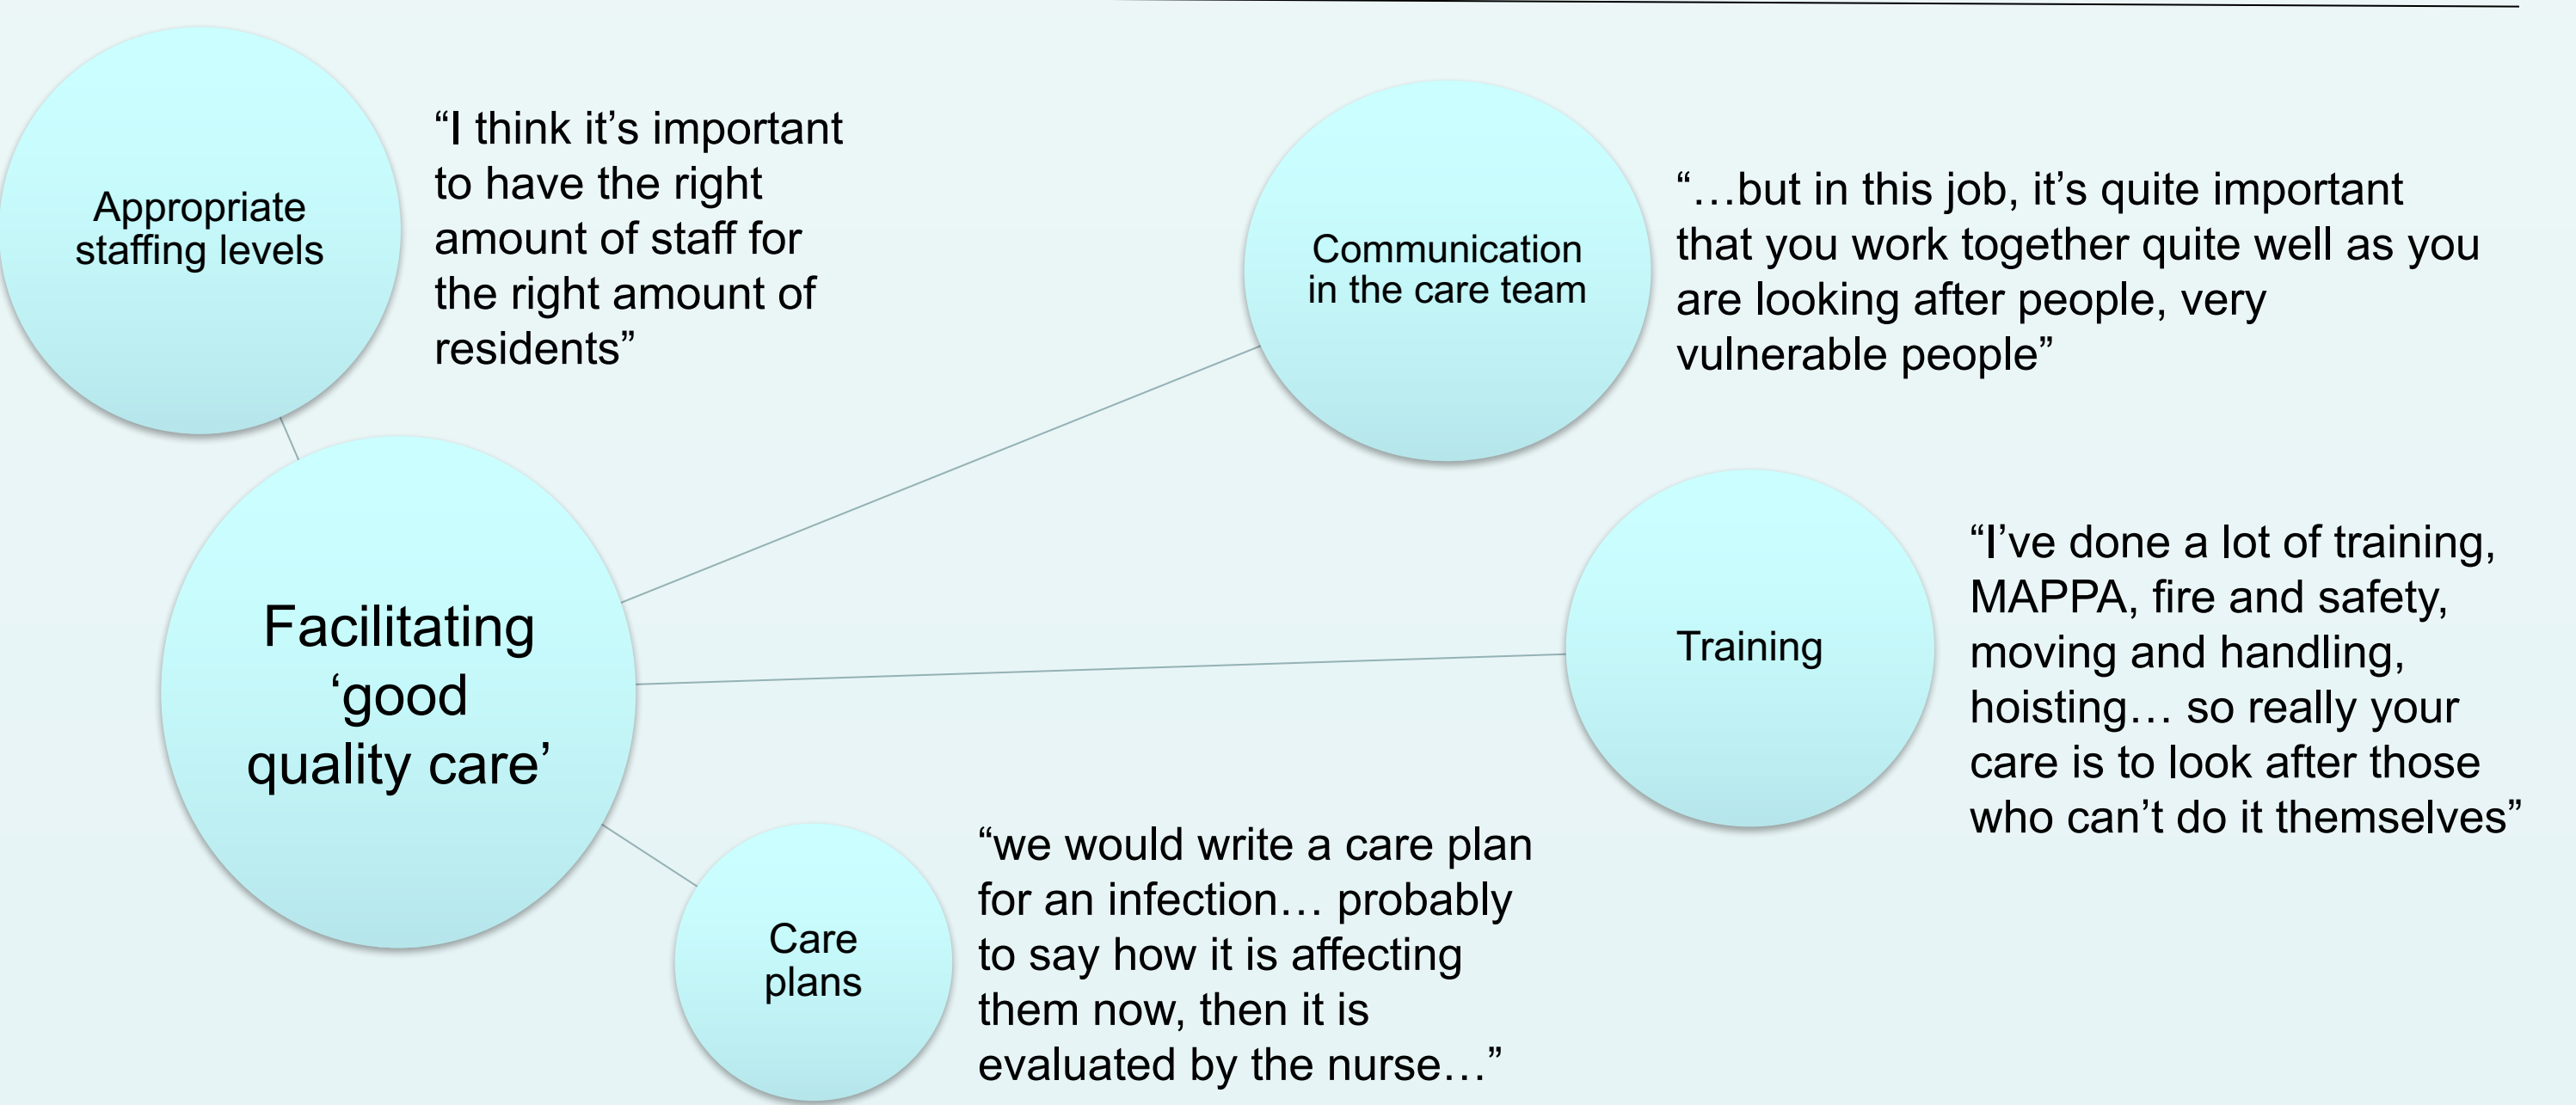 Appropriate
staffing levels
“I think it’s important
to have the right
amount of staff for
the right amount of
residents”
Communication
in the care team
“…but in this job, it’s quite important
that you work together quite well as you
are looking after people, very
vulnerable people”
Facilitating
‘good
quality care’
Training
“I’ve done a lot of training,
MAPPA, fire and safety,
moving and handling,
hoisting… so really your
care is to look after those
who can’t do it themselves”
Care
plans
“we would write a care plan
for an infection… probably
to say how it is affecting
them now, then it is
evaluated by the nurse…”